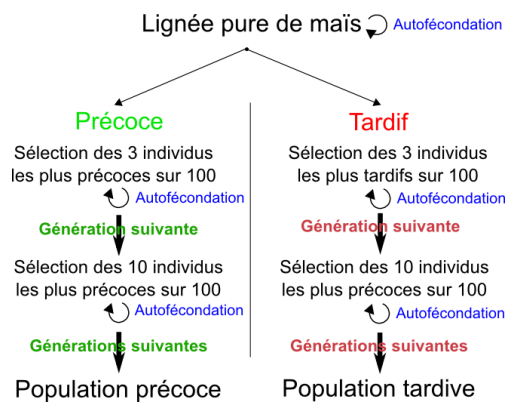 Lignée pure de maïs
Autofécondation
Précoce
Sélection des 3 individus
les plus précoces sur 100
Autofécondation
Génération suivante
Sélection des 10 individus
les plus précoces sur 100
Autofécondation
Générations suivantes
Population précoce
Tardif
Sélection des 3 individus
les plus tardifs sur 100
Autofécondation
Génération suivante
Sélection des 10 individus
les plus précoces sur 100
Autofécondation
Générations suivantes
Population tardive